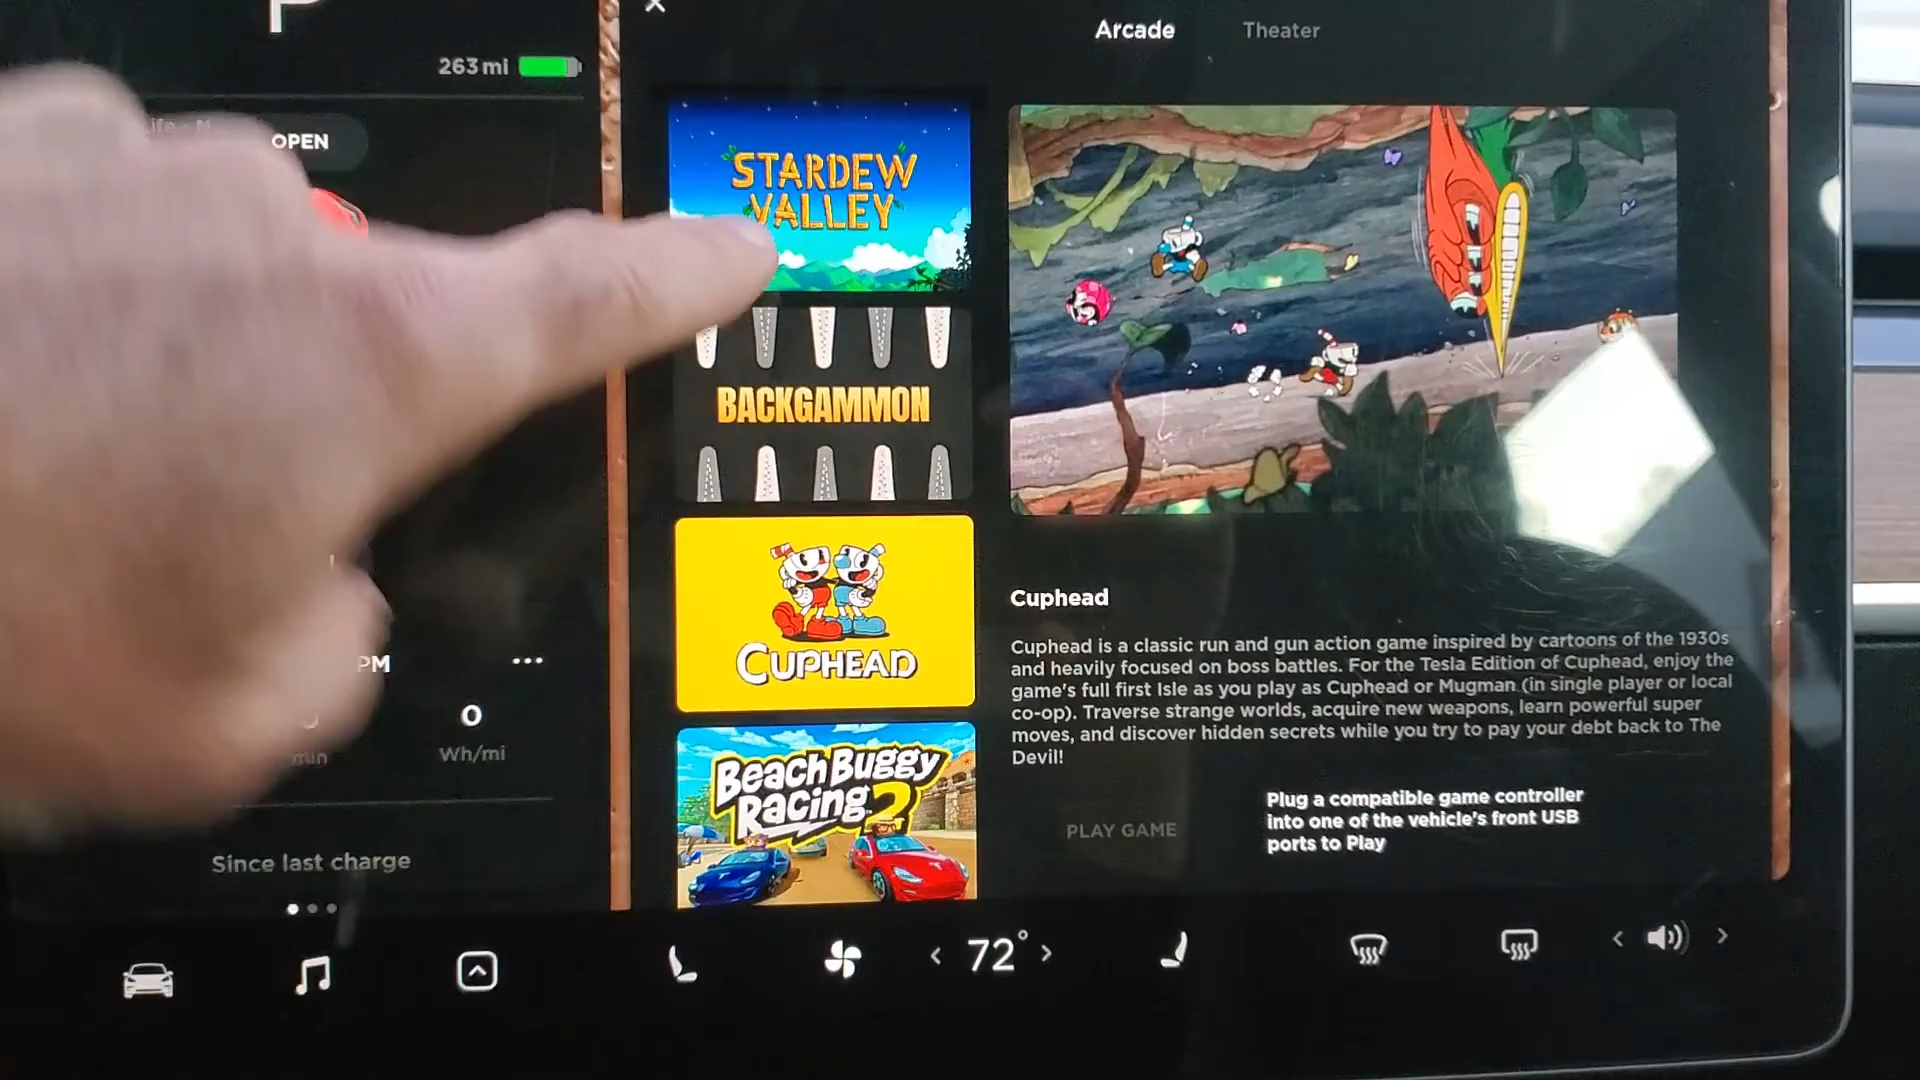 P
263 mi
OPEN
PM
min
0
Wh/mi
Since last charge
Arcade
Theater
STARDEW
VALLEY
BACKGAMMON
CUPHEAD
Beach Buggy
Racing 2
Cuphead
Cuphead is a classic run and gun action game inspired by cartoons of the 1930s
and heavily focused on boss battles. For the Tesla Edition of Cuphead, enjoy the
game's full first Isle as you play as Cuphead or Mugman (in single player or local
co-op). Traverse strange worlds, acquire new weapons, learn powerful super
moves, and discover hidden secrets while you try to pay your debt back to The
Devil!
PLAY GAME
Plug a compatible game controller
into one of the vehicle's front USB
ports to Play
72°